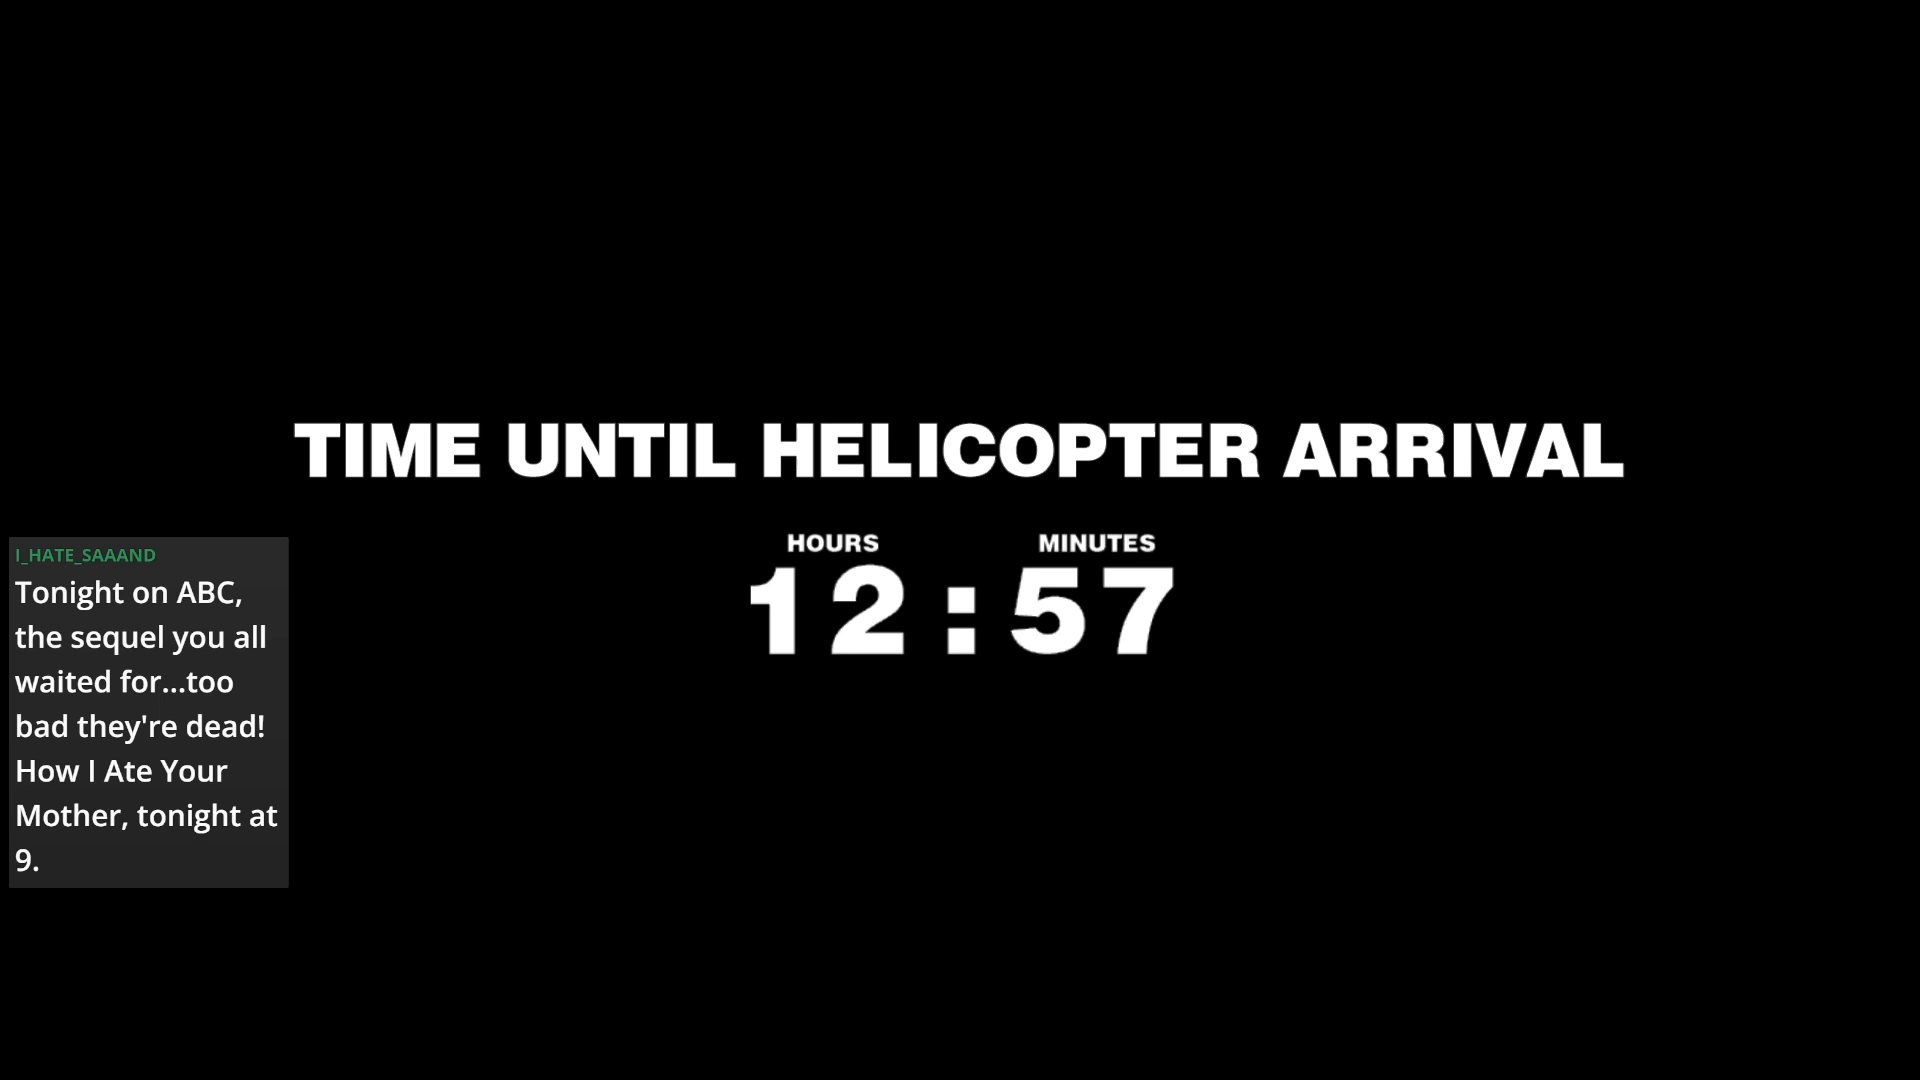 TIME UNTIL HELICOPTER ARRIVAL
HOURS MINUTES
12:57
I_HATE_SAAAND
Tonight on ABC,
the sequel you all
waited for...too
bad they're dead!
How I Ate Your
Mother, tonight at
9.